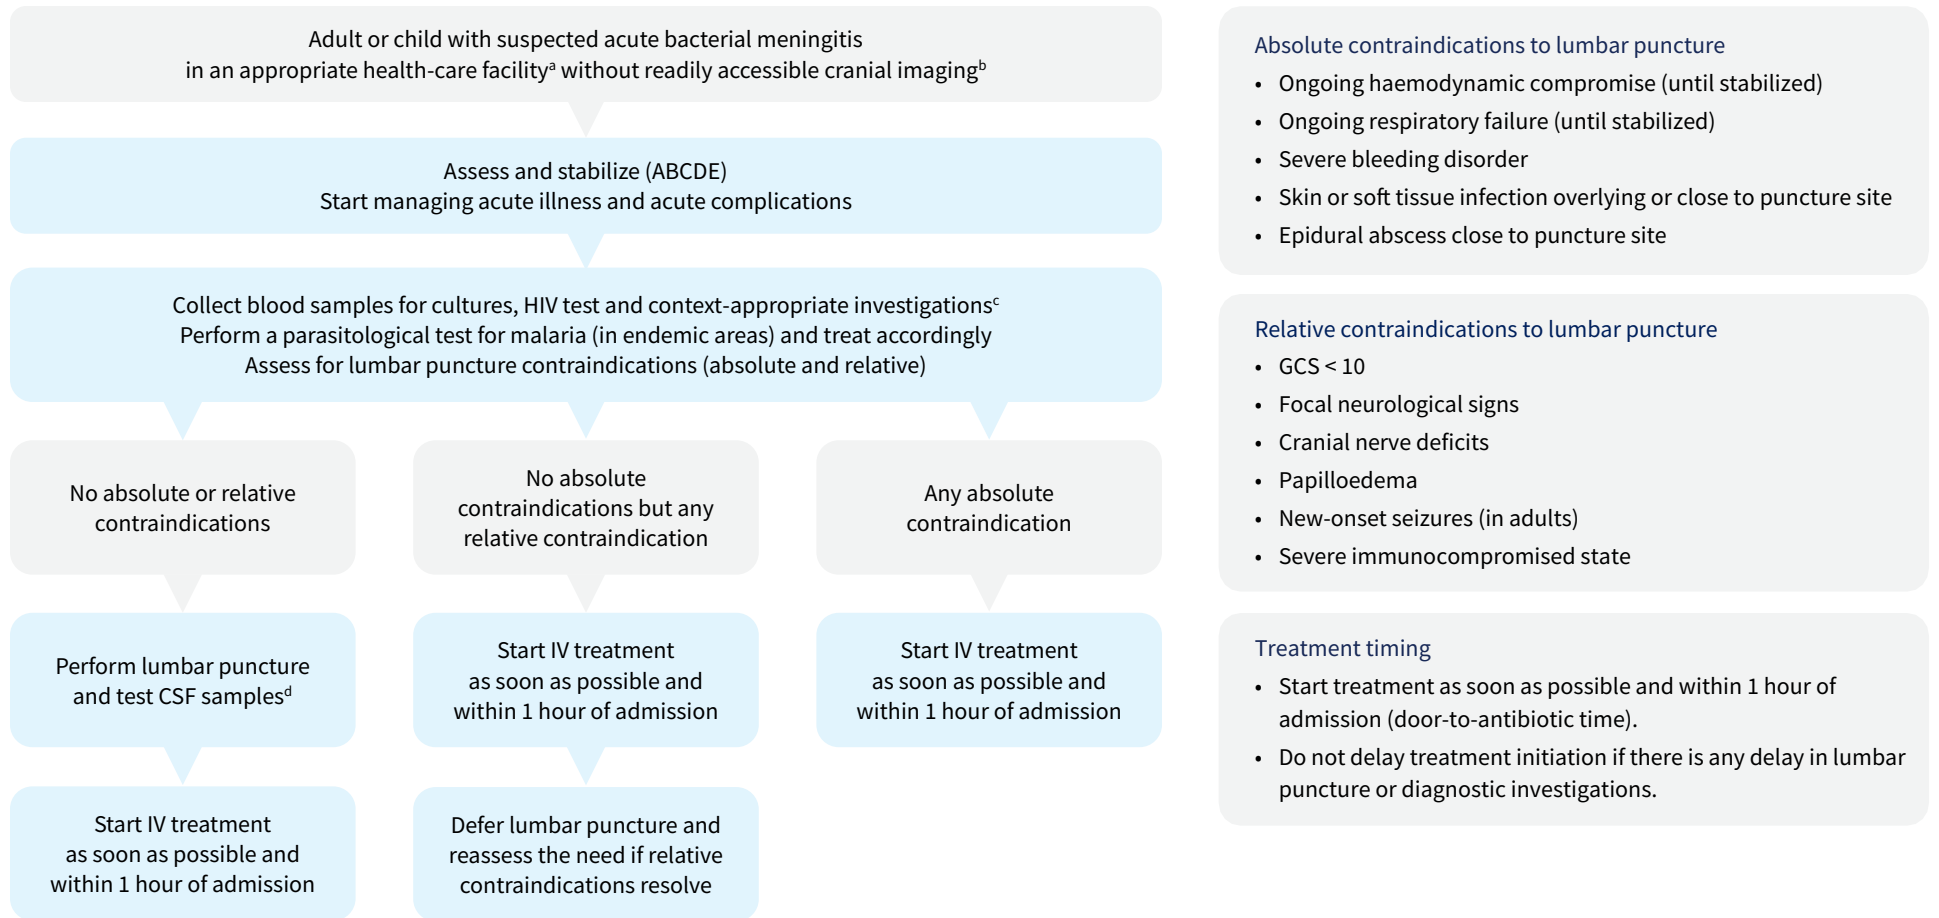 Adult or child with suspected acute bacterial meningitis
in an appropriate health-care facilityᵃ without readily accessible cranial imagingᵇ
Assess and stabilize (ABCDE)
Start managing acute illness and acute complications
Collect blood samples for cultures, HIV test and context-appropriate investigationsᶜ
Perform a parasitological test for malaria (in endemic areas) and treat accordingly
Assess for lumbar puncture contraindications (absolute and relative)
No absolute or relative
contraindications
Perform lumbar puncture
and test CSF samplesᵈ
Start IV treatment
as soon as possible and
within 1 hour of admission
No absolute
contraindications but any
relative contraindication
Start IV treatment
as soon as possible and
within 1 hour of admission
Defer lumbar puncture and
reassess the need if relative
contraindications resolve
Any absolute
contraindication
Start IV treatment
as soon as possible and
within 1 hour of admission
Absolute contraindications to lumbar puncture
• Ongoing haemodynamic compromise (until stabilized)
• Ongoing respiratory failure (until stabilized)
• Severe bleeding disorder
• Skin or soft tissue infection overlying or close to puncture site
• Epidural abscess close to puncture site
Relative contraindications to lumbar puncture
• GCS < 10
• Focal neurological signs
• Cranial nerve deficits
• Papilloedema
• New-onset seizures (in adults)
• Severe immunocompromised state
Treatment timing
• Start treatment as soon as possible and within 1 hour of
admission (door-to-antibiotic time).
• Do not delay treatment initiation if there is any delay in lumbar
puncture or diagnostic investigations.